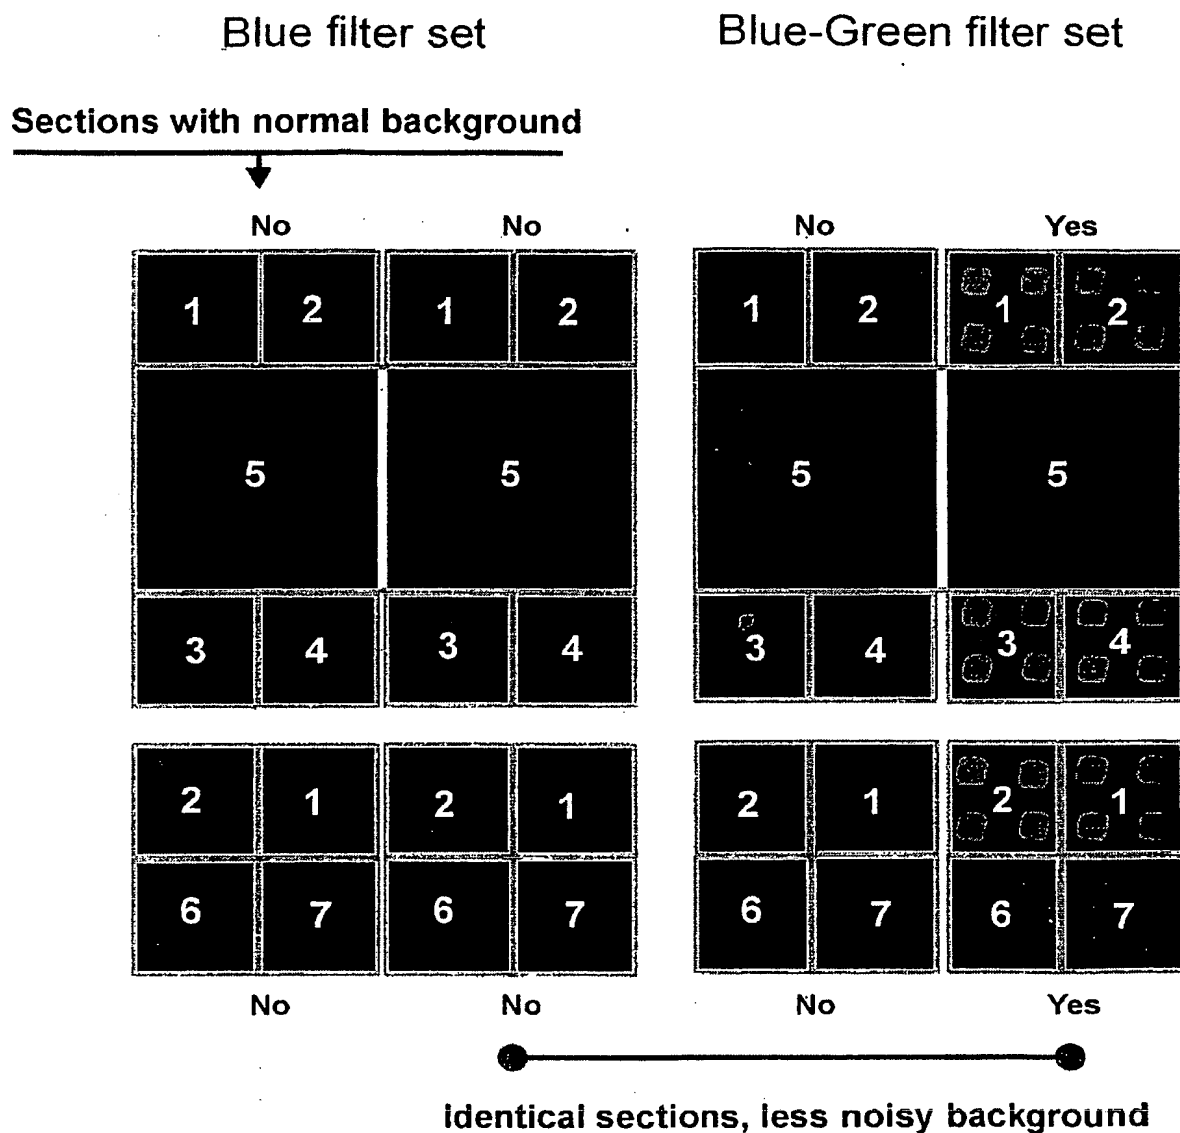 Blue filter set Blue-Green filter set
Sections with normal background
No No No Yes
1 2 1 2 1 2 1 2
5 5 5 5
3 4 3 4 3 4 3 4
2 1 2 1 2 1 2 1
6 7 6 7 6 7 6 7
No No No Yes
Identical sections, less noisy background